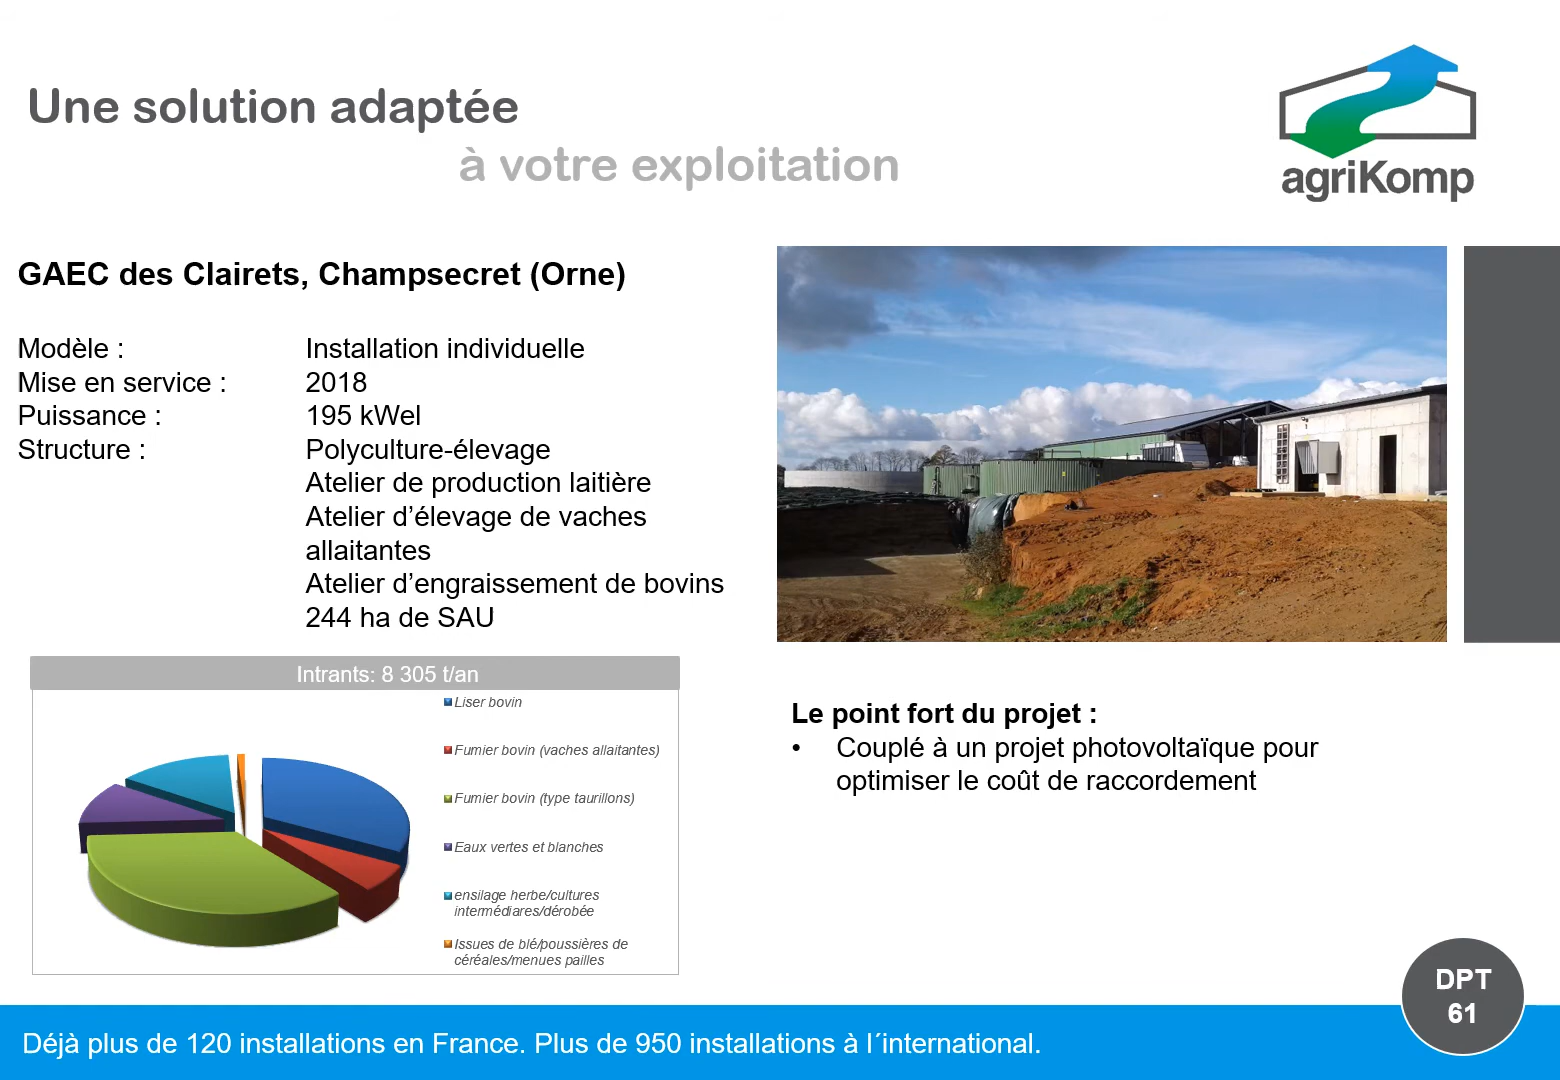 Une solution adaptée
à votre exploitation
agriKomp
GAEC des Clairets, Champsecret (Orne)
Modèle : Installation individuelle
Mise en service : 2018
Puissance : 195 kWel
Structure : Polyculture-élevage
Atelier de production laitière
Atelier d’élevage de vaches
allaitantes
Atelier d’engraissement de bovins
244 ha de SAU
Intrants: 8 305 t/an
Liser bovin
Fumier bovin (vaches allaitantes)
Fumier bovin (type taurillons)
Eaux vertes et blanches
ensilage herbe/cultures
intermédiares/dérobée
Issues de blé/poussières de
céréales/menues pailles
Le point fort du projet :
• Couplé à un projet photovoltaïque pour
optimiser le coût de raccordement
DPT
61
Déjà plus de 120 installations en France. Plus de 950 installations à l´international.